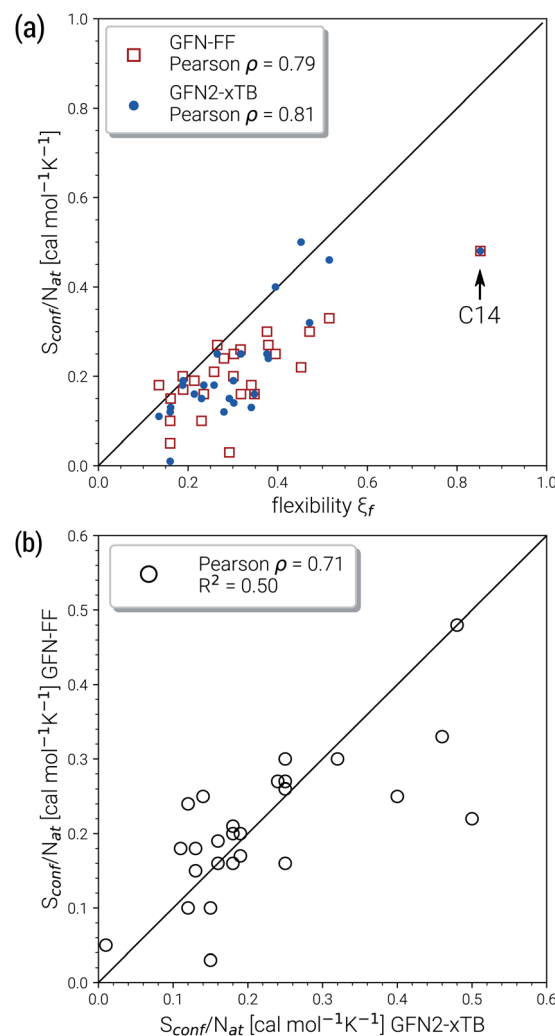 (a)
GFN-FF
Pearson ρ = 0.79
GFN2-xTB
Pearson ρ = 0.81
S_conf/N_at [cal mol⁻¹K⁻¹]
1.0
0.8
0.6
0.4
0.2
0.0
C14
0.0 0.2 0.4 0.6 0.8 1.0
flexibility ξ_f
(b)
Pearson ρ = 0.71
R² = 0.50
S_conf/N_at [cal mol⁻¹K⁻¹] GFN-FF
0.6
0.5
0.4
0.3
0.2
0.1
0.0
0.0 0.1 0.2 0.3 0.4 0.5 0.6
S_conf/N_at [cal mol⁻¹K⁻¹] GFN2-xTB